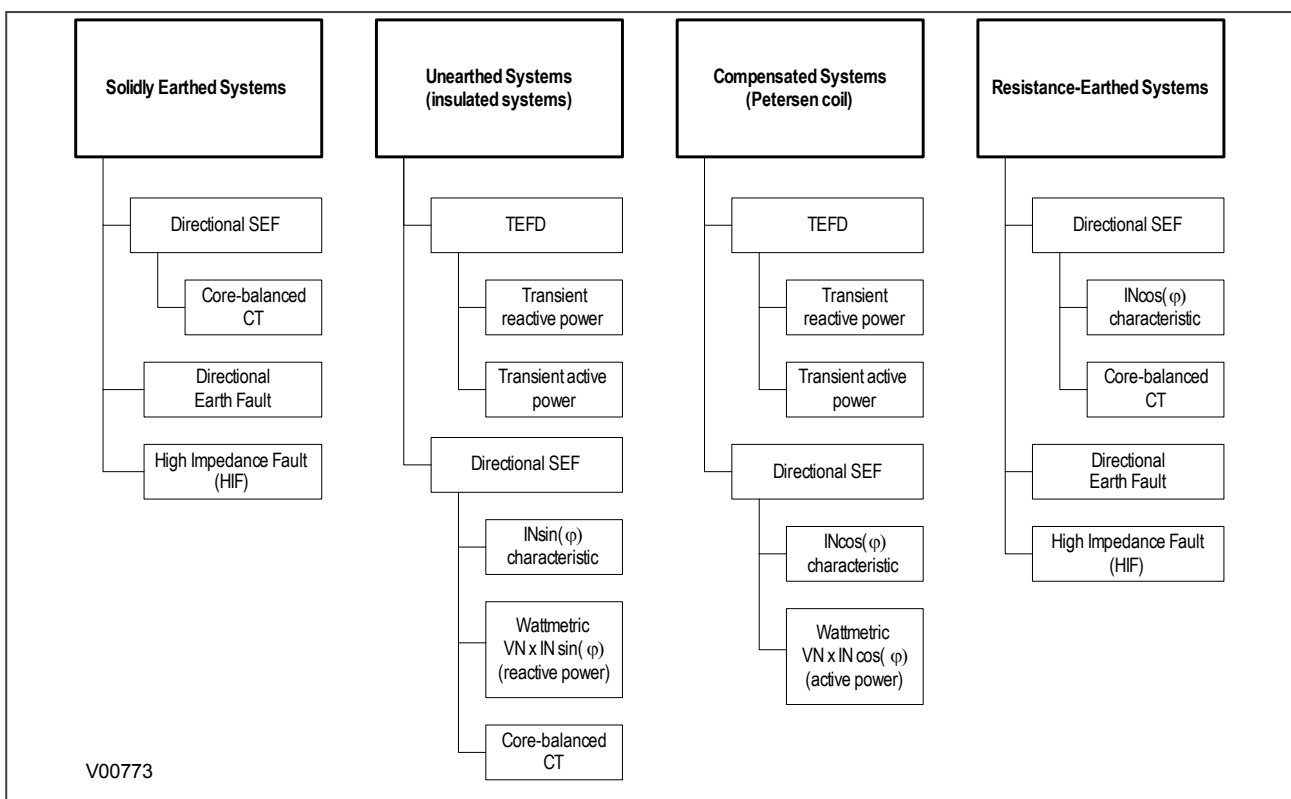 Solidly Earthed Systems
Directional SEF
Core-balanced
CT
Directional
Earth Fault
High Impedance Fault
(HIF)
Unearthed Systems
(insulated systems)
TEFD
Transient
reactive power
Transient active
power
Directional SEF
INsin(φ)
characteristic
Wattmetric
VN x IN sin(φ)
(reactive power)
Core-balanced
CT
Compensated Systems
(Petersen coil)
TEFD
Transient
reactive power
Transient active
power
Directional SEF
INcos(φ)
characteristic
Wattmetric
VN x IN cos(φ)
(active power)
Resistance-Earthed Systems
Directional SEF
INcos(φ)
characteristic
Core-balanced
CT
Directional
Earth Fault
High Impedance Fault
(HIF)
V00773